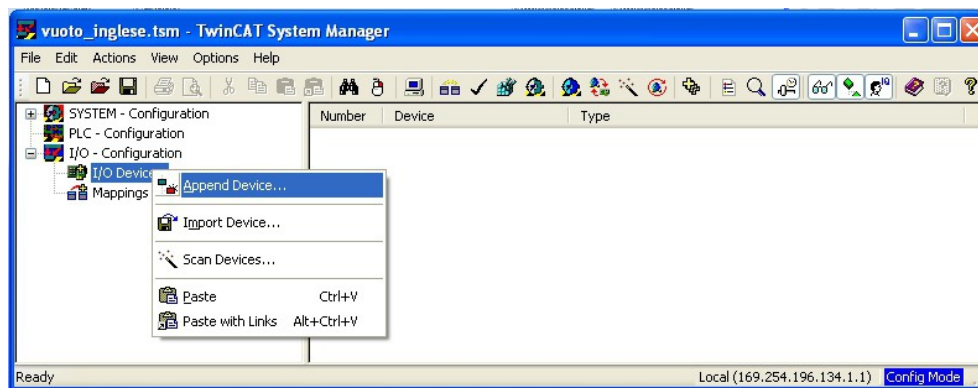 vuoto_inglese.tsm - TwinCAT System Manager
File Edit Actions View Options Help
SYSTEM - Configuration
PLC - Configuration
I/O - Configuration
I/O Device
Mappings
Number Device Type
Append Device...
Import Device...
Scan Devices...
Paste Ctrl+V
Paste with Links Alt+Ctrl+V
Ready Local (169.254.196.134.1.1) Config Mode